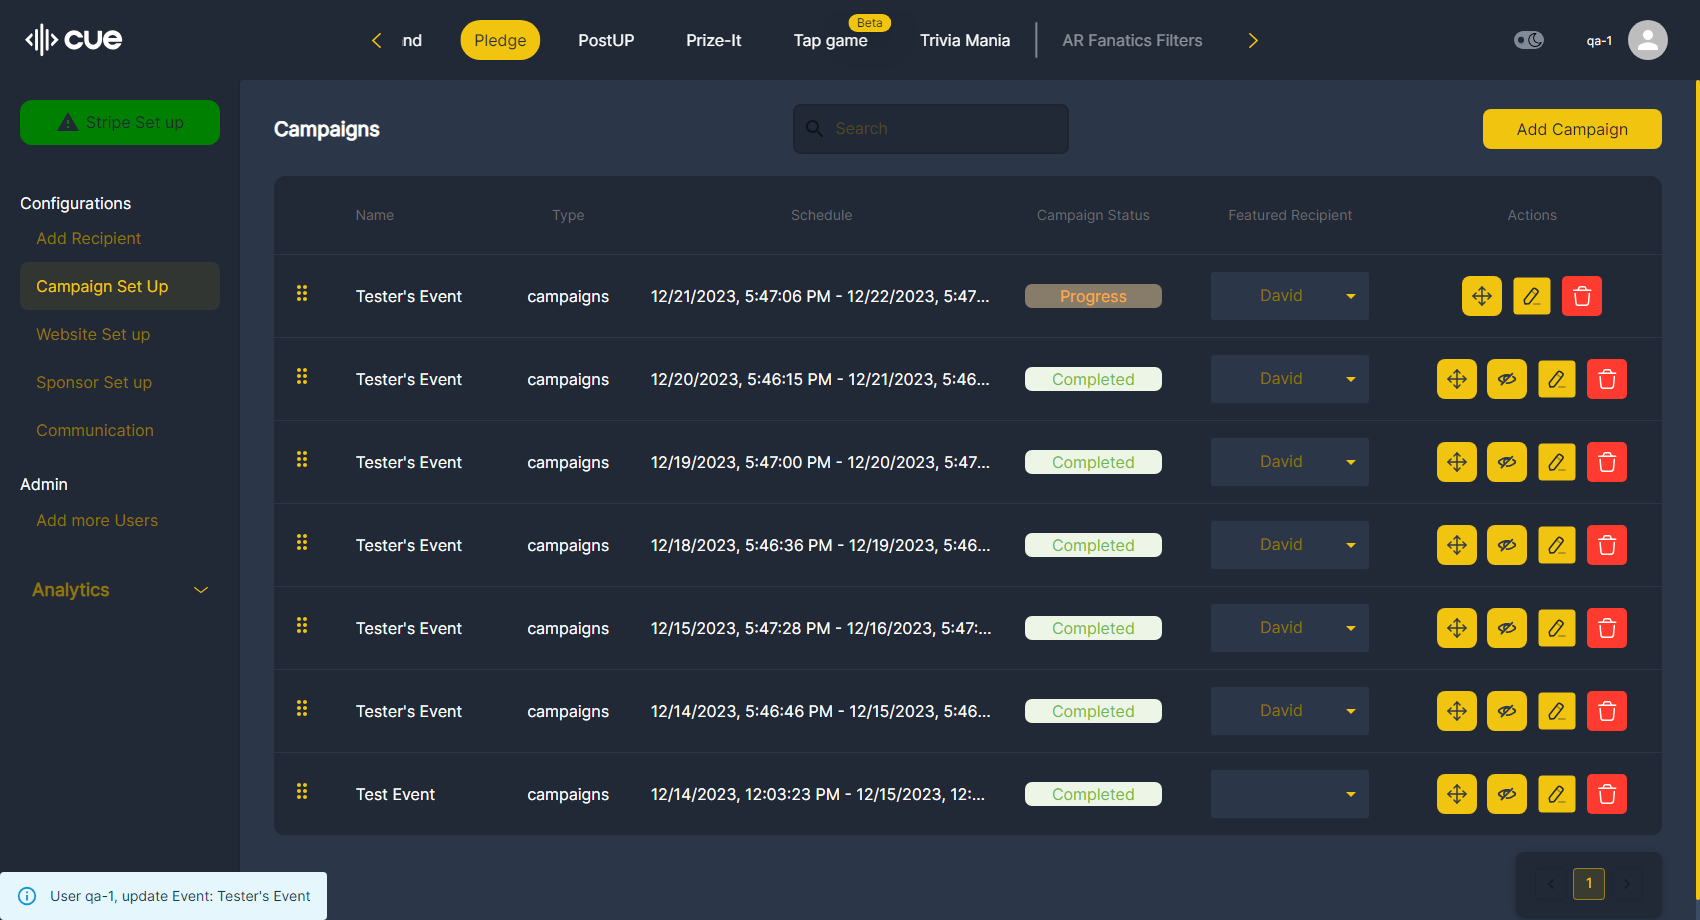 cue
nd
Pledge
PostUP
Prize-It
Tap game
Beta
Trivia Mania
AR Fanatics Filters
qa-1
Stripe Set up
Configurations
Add Recipient
Campaign Set Up
Website Set up
Sponsor Set up
Communication
Admin
Add more Users
Analytics
Campaigns
Search
Add Campaign
Name Type Schedule Campaign Status Featured Recipient Actions
Tester's Event campaigns 12/21/2023, 5:47:06 PM - 12/22/2023, 5:47... Progress David
Tester's Event campaigns 12/20/2023, 5:46:15 PM - 12/21/2023, 5:46... Completed David
Tester's Event campaigns 12/19/2023, 5:47:00 PM - 12/20/2023, 5:47... Completed David
Tester's Event campaigns 12/18/2023, 5:46:36 PM - 12/19/2023, 5:46... Completed David
Tester's Event campaigns 12/15/2023, 5:47:28 PM - 12/16/2023, 5:47:... Completed David
Tester's Event campaigns 12/14/2023, 5:46:46 PM - 12/15/2023, 5:46... Completed David
Test Event campaigns 12/14/2023, 12:03:23 PM - 12/15/2023, 12:... Completed
1
User qa-1, update Event: Tester's Event